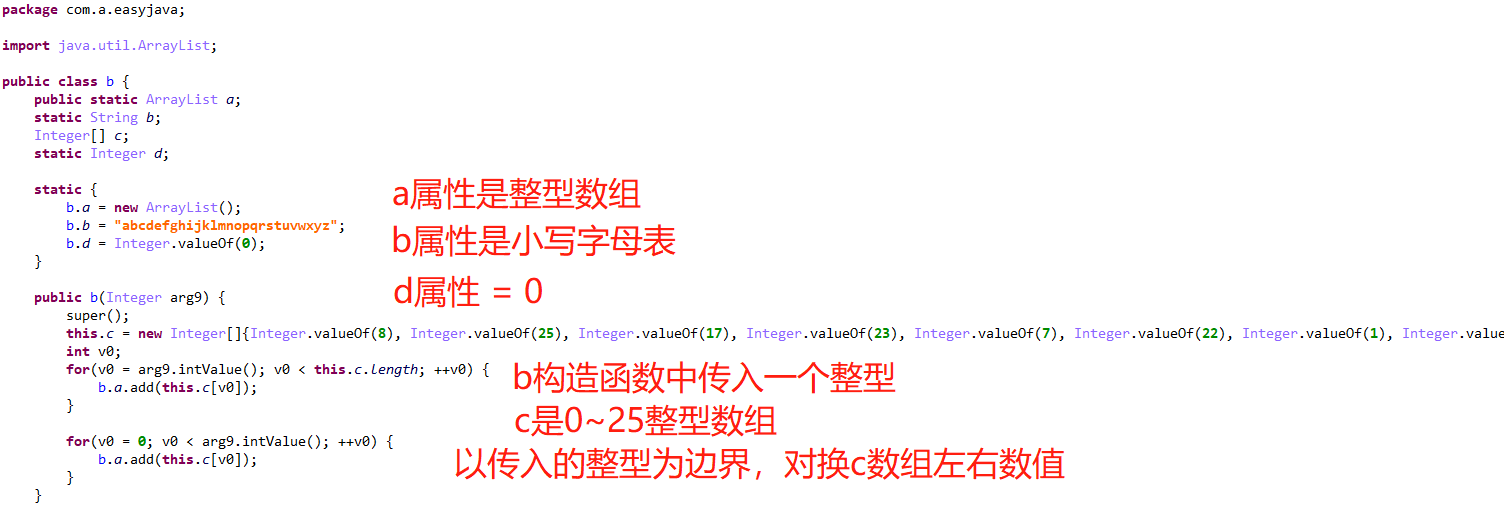 package com.a.easyjava;
import java.util.ArrayList;
public class b {
public static ArrayList a;
static String b;
Integer[] c;
static Integer d;
static {
b.a = new ArrayList();
b.b = "abcdefghijklmnopqrstuvwxyz";
b.d = Integer.valueOf(0);
}
a属性是整型数组
b属性是小写字母表
d属性 = 0
public b(Integer arg9) {
super();
this.c = new Integer[]{Integer.valueOf(8), Integer.valueOf(25), Integer.valueOf(17), Integer.valueOf(23), Integer.valueOf(7), Integer.valueOf(22), Integer.valueOf(1), Integer.value
int v0;
for(v0 = arg9.intValue(); v0 < this.c.length; ++v0) {
b.a.add(this.c[v0]);
}
for(v0 = 0; v0 < arg9.intValue(); ++v0) {
b.a.add(this.c[v0]);
}
}
b构造函数中传入一个整型
c是0~25整型数组
以传入的整型为边界，对换c数组左右数值